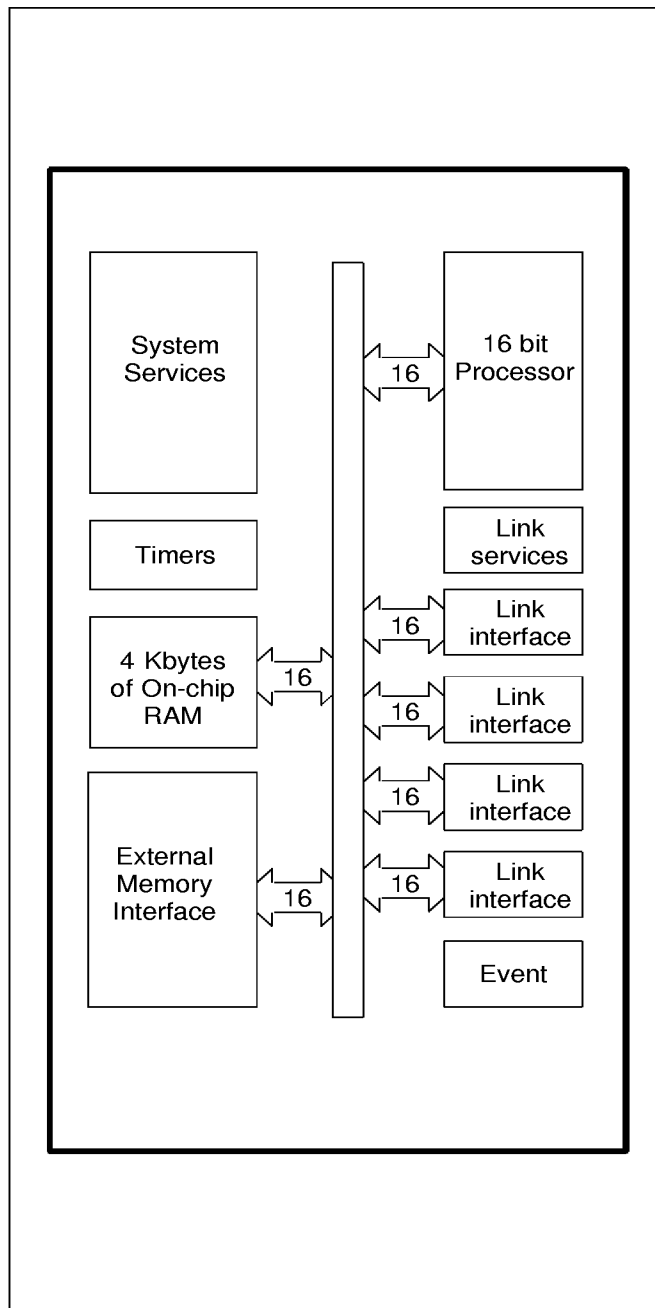 System
Services
Timers
4 Kbytes
of On-chip
RAM
16
External
Memory
Interface
16
16
16 bit
Processor
Link
services
16
Link
interface
16
Link
interface
16
Link
interface
16
Link
interface
Event